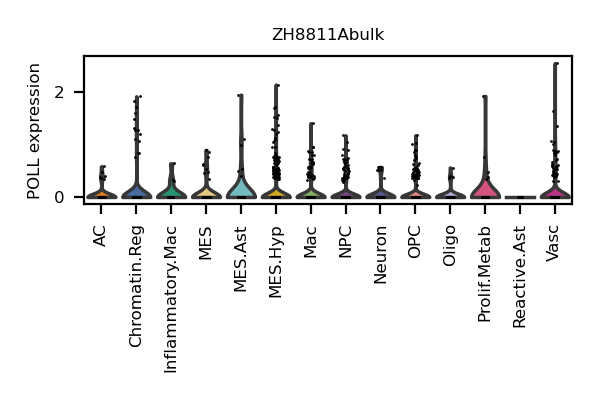 ZH8811Abulk
POLL expression
2
0
AC
Chromatin.Reg
Inflammatory.Mac
MES
MES.Ast
MES.Hyp
Mac
NPC
Neuron
OPC
Oligo
Prolif.Metab
Reactive.Ast
Vasc